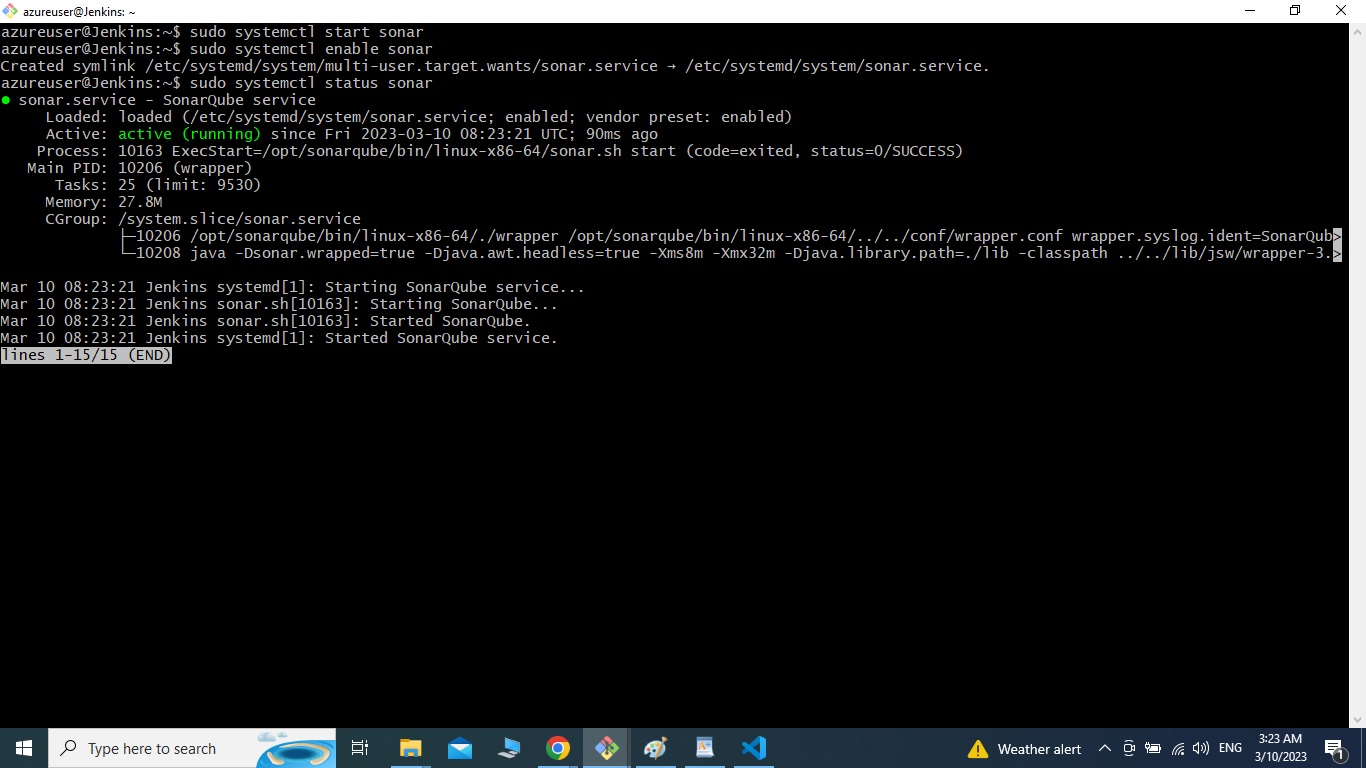 azureuser@Jenkins: ~
azureuser@Jenkins:~$ sudo systemctl start sonar
azureuser@Jenkins:~$ sudo systemctl enable sonar
Created symlink /etc/systemd/system/multi-user.target.wants/sonar.service → /etc/systemd/system/sonar.service.
azureuser@Jenkins:~$ sudo systemctl status sonar
● sonar.service - SonarQube service
Loaded: loaded (/etc/systemd/system/sonar.service; enabled; vendor preset: enabled)
Active: active (running) since Fri 2023-03-10 08:23:21 UTC; 90ms ago
Process: 10163 ExecStart=/opt/sonarqube/bin/linux-x86-64/sonar.sh start (code=exited, status=0/SUCCESS)
Main PID: 10206 (wrapper)
Tasks: 25 (limit: 9530)
Memory: 27.8M
CGroup: /system.slice/sonar.service
├─10206 /opt/sonarqube/bin/linux-x86-64/./wrapper /opt/sonarqube/bin/linux-x86-64/../../conf/wrapper.conf wrapper.syslog.ident=SonarQub>
└─10208 java -Dsonar.wrapped=true -Djava.awt.headless=true -Xms8m -Xmx32m -Djava.library.path=./lib -classpath ../../lib/jsw/wrapper-3.>
Mar 10 08:23:21 Jenkins systemd[1]: Starting SonarQube service...
Mar 10 08:23:21 Jenkins sonar.sh[10163]: Starting SonarQube...
Mar 10 08:23:21 Jenkins sonar.sh[10163]: Started SonarQube.
Mar 10 08:23:21 Jenkins systemd[1]: Started SonarQube service.
lines 1-15/15 (END)
Type here to search
Weather alert
ENG
3:23 AM
3/10/2023
1